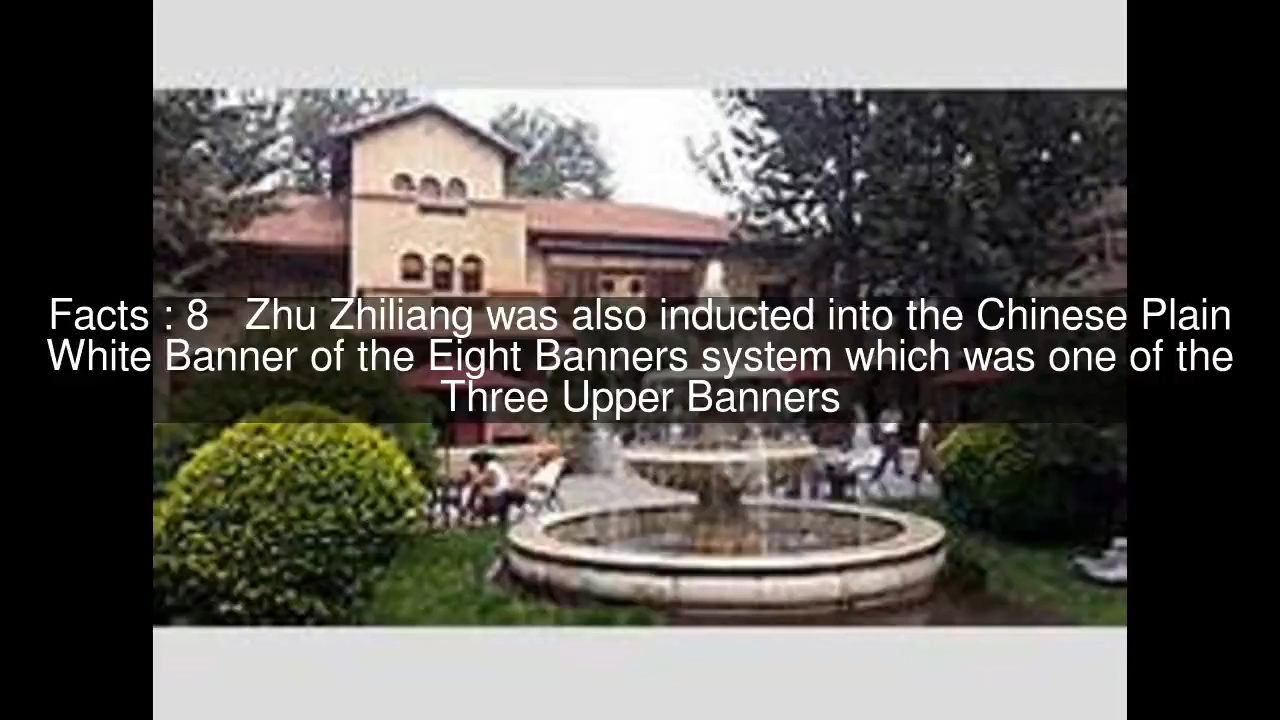 Facts : 8   Zhu Zhiliang was also inducted into the Chinese Plain
White Banner of the Eight Banners system which was one of the
Three Upper Banners